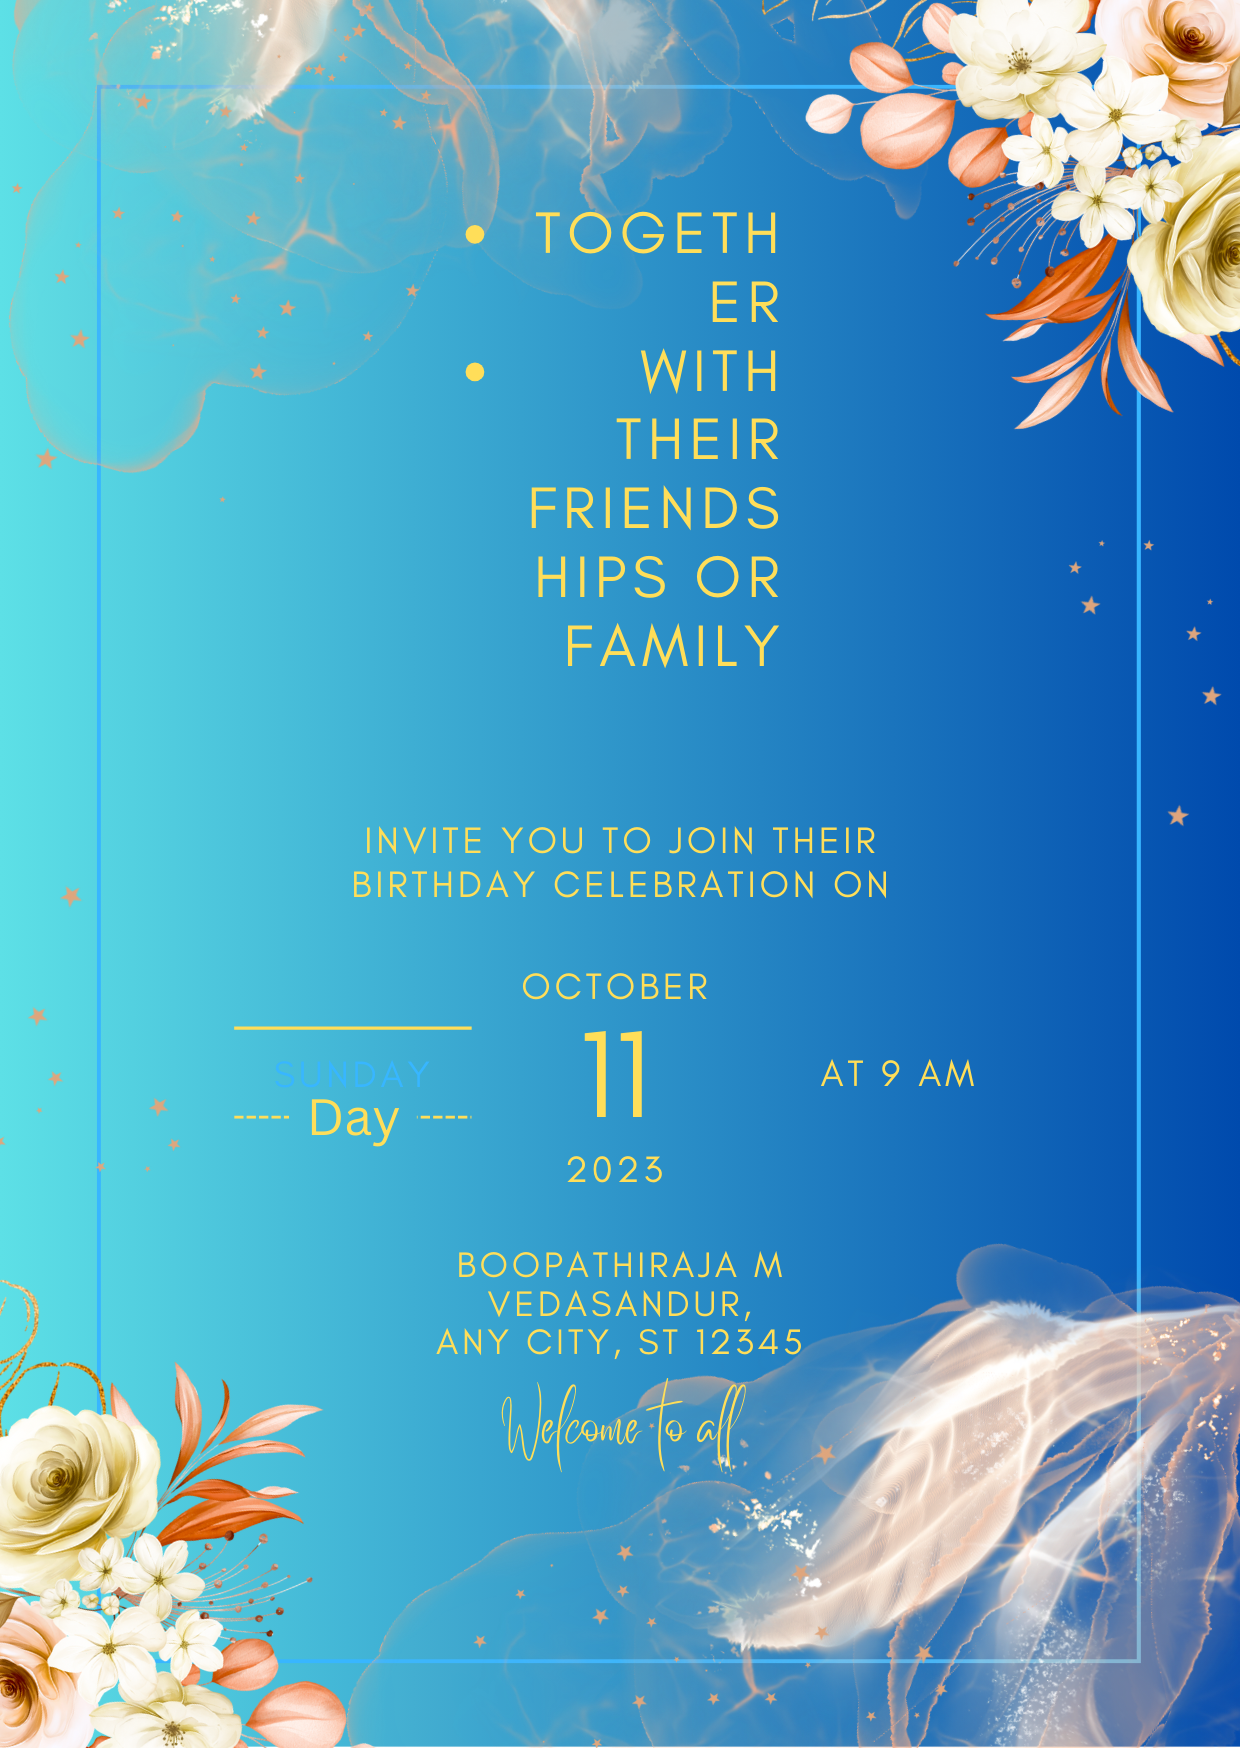 • TOGETH
ER
• WITH
THEIR
FRIENDS
HIPS OR
FAMILY
INVITE YOU TO JOIN THEIR
BIRTHDAY CELEBRATION ON
OCTOBER
SUNDAY
Day
11
AT 9 AM
2023
BOOPATHIRAJA M
VEDASANDUR,
ANY CITY, ST 12345
Welcome to all